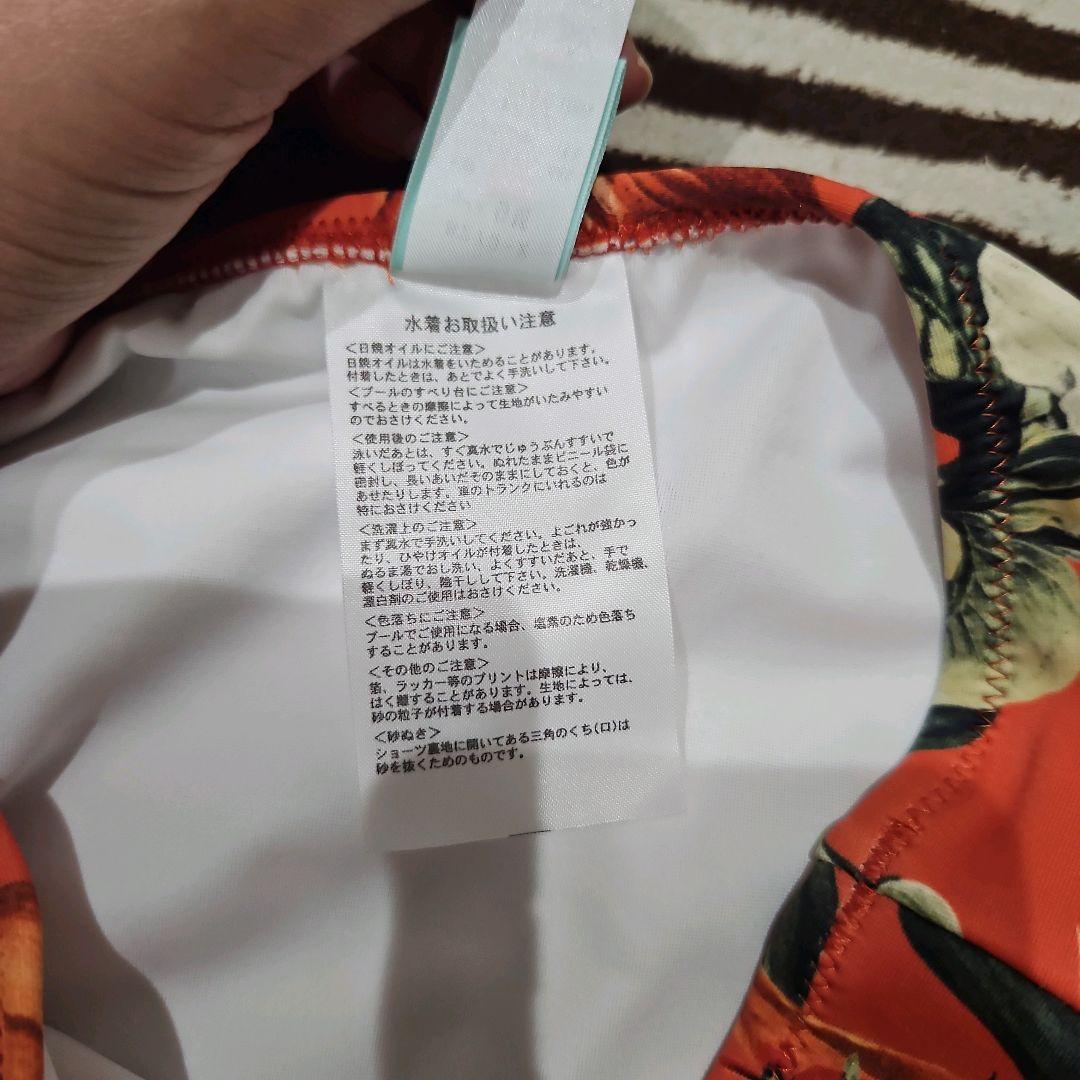 水着お取扱い注意
<日焼オイルにご注意>
日焼オイルは水着をいためることがあります。
付着したときは、あとでよく手洗いして下さい。
<プールのすべり台にご注意>
すべるときの摩擦によって生地がいたみやすい
のでおさけください。
<使用後のご注意>
泳いだあとは、すぐ真水でじゅうぶんすすいで
軽くしぼってください。ぬれたままビニール袋に
密封し、長いあいだそのままにしておくと、色が
あせたりします。車のトランクにいれるのは
特におさけください
<洗濯上のご注意>
まず真水で手洗いしてください。よごれが強かっ
たり、ひやけオイルが付着したときは、
ぬるま湯でおし洗い、よくすすいだあと、手で
軽くしぼり、陰干しして下さい。洗濯機、乾燥機、
漂白剤のご使用はおさけください。
<色落ちにご注意>
プールでご使用になる場合、塩素のため色落ち
することがあります。
<その他のご注意>
箔、ラッカー等のプリントは摩擦により、
はく離することがあります。生地によっては、
砂の粒子が付着する場合があります。
<砂ぬき>
ショーツ裏地に開いてある三角のくち(口)は
砂を抜くためのものです。